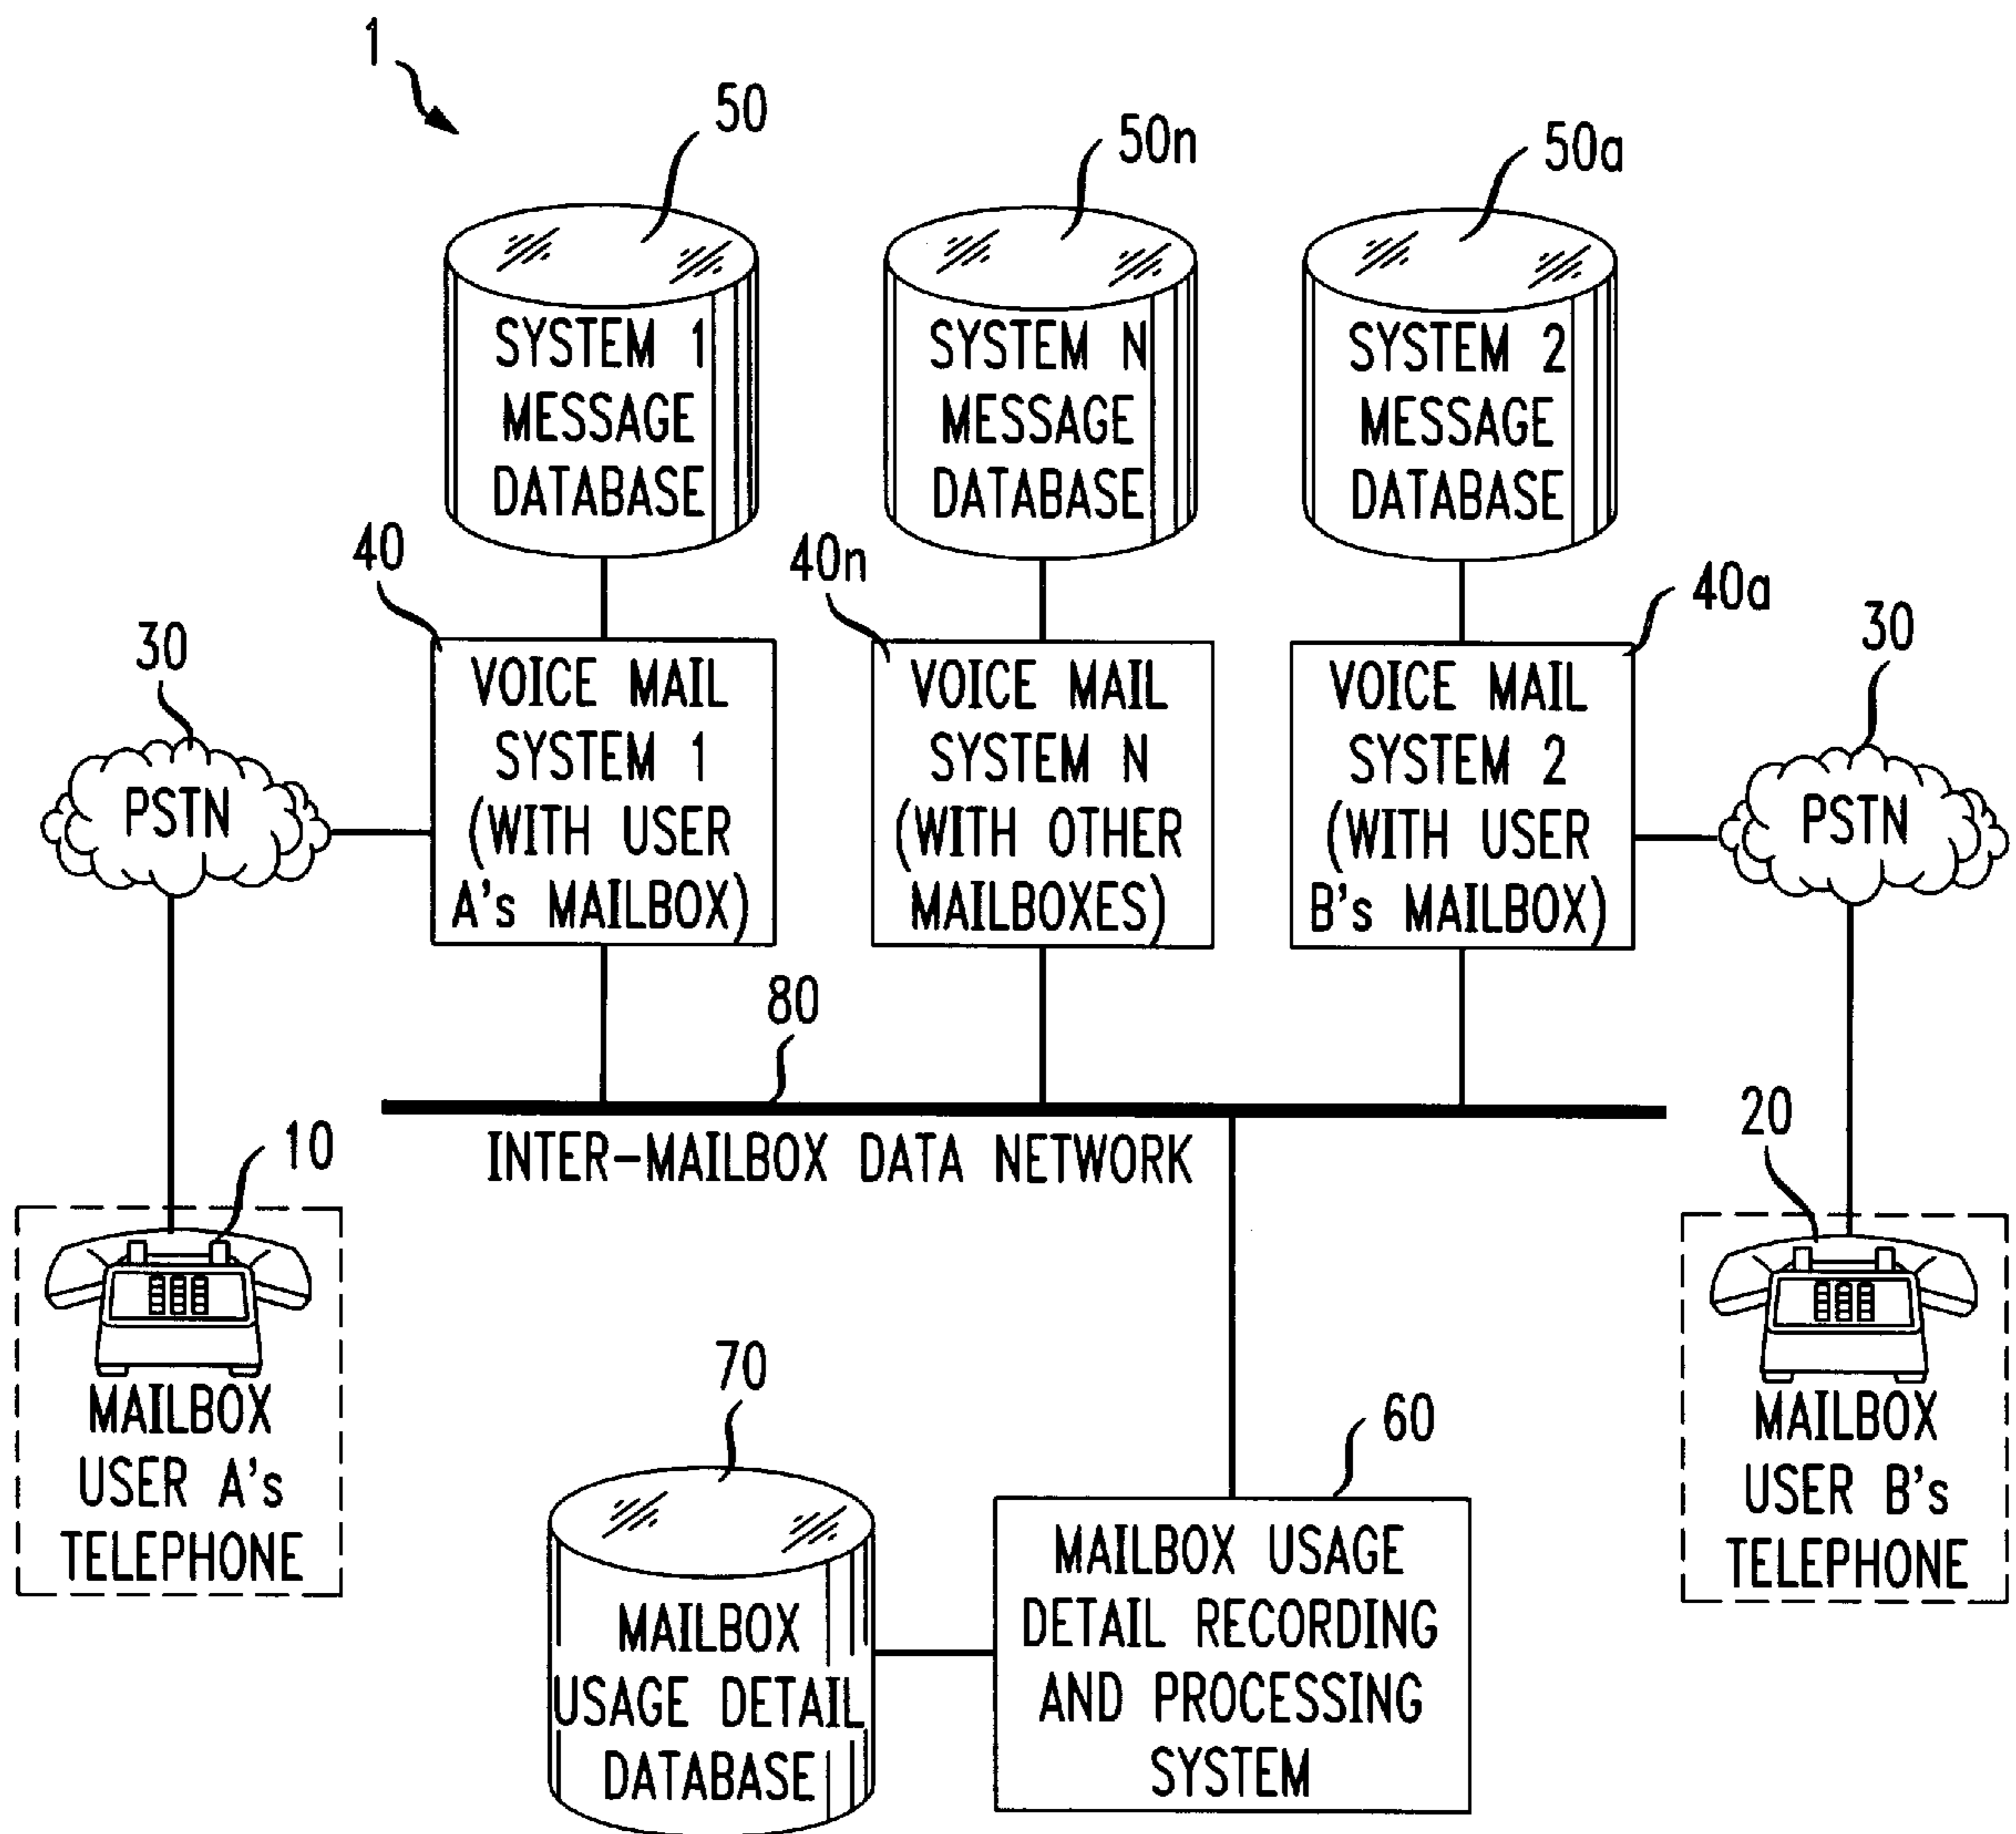 1
50
50n
50a
SYSTEM 1
MESSAGE
DATABASE
SYSTEM N
MESSAGE
DATABASE
SYSTEM 2
MESSAGE
DATABASE
40
40n
40a
30
30
VOICE MAIL
SYSTEM 1
(WITH USER
A's MAILBOX)
VOICE MAIL
SYSTEM N
(WITH OTHER
MAILBOXES)
VOICE MAIL
SYSTEM 2
(WITH USER
B's MAILBOX)
PSTN
PSTN
80
INTER-MAILBOX DATA NETWORK
10
20
MAILBOX
USER A's
TELEPHONE
MAILBOX
USER B's
TELEPHONE
70
60
MAILBOX
USAGE DETAIL
DATABASE
MAILBOX USAGE
DETAIL RECORDING
AND PROCESSING
SYSTEM